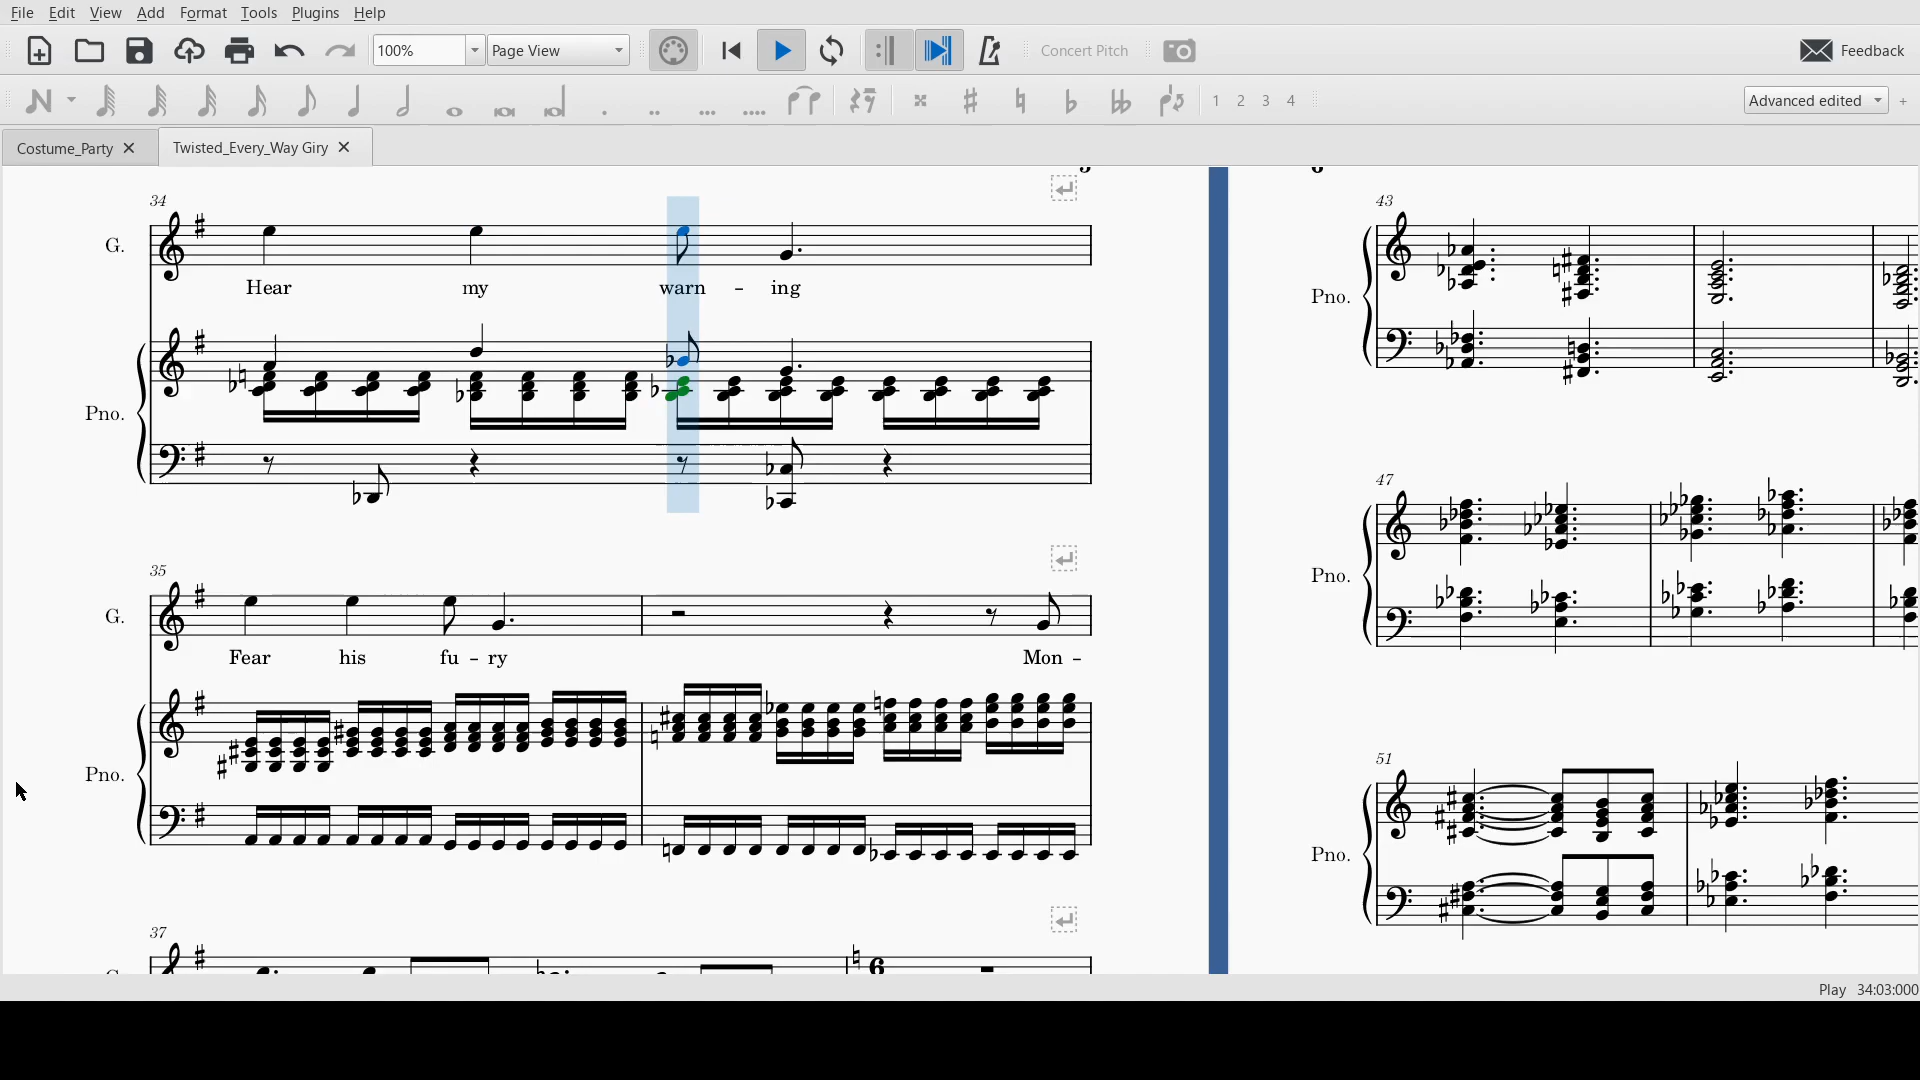 File Edit View Add Format Tools Plugins Help
100% Page View Concert Pitch Feedback
1 2 3 4 Advanced edited +
Costume_Party Twisted_Every_Way Giry
34
G.
Hear my warn - ing
Pno.
35
G.
Fear his fu - ry Mon -
Pno.
37
6
43
Pno.
47
Pno.
51
Pno.
Play 34:03:000